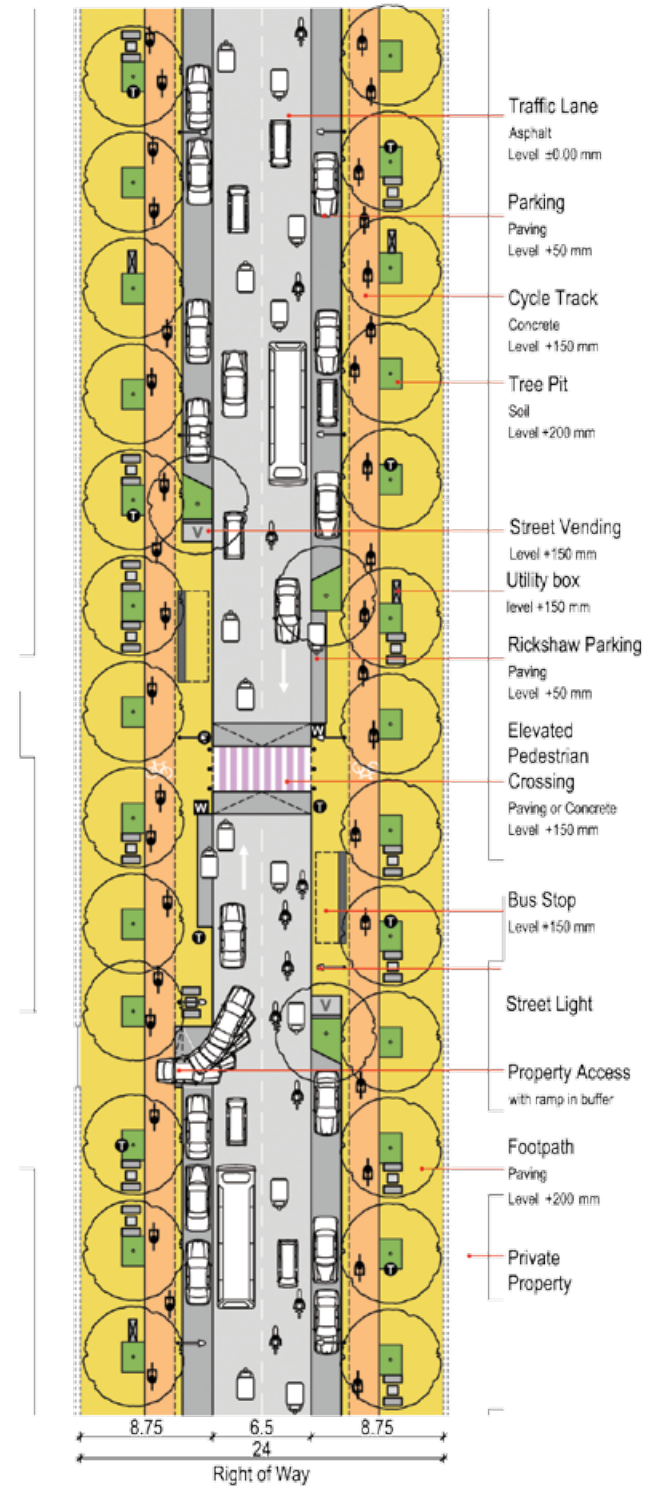 Traffic Lane
Asphalt
Level ±0.00 mm
Parking
Paving
Level +50 mm
Cycle Track
Concrete
Level +150 mm
Tree Pit
Soil
Level +200 mm
Street Vending
Level +150 mm
Utility box
level +150 mm
Rickshaw Parking
Paving
Level +50 mm
Elevated
Pedestrian
Crossing
Paving or Concrete
Level +150 mm
Bus Stop
Level +150 mm
Street Light
Property Access
with ramp in buffer
Footpath
Paving
Level +200 mm
Private
Property
T
T
T
T
T
V
W
T
W
T
T
T
V
T
T
8.75
6.5
8.75
24
Right of Way